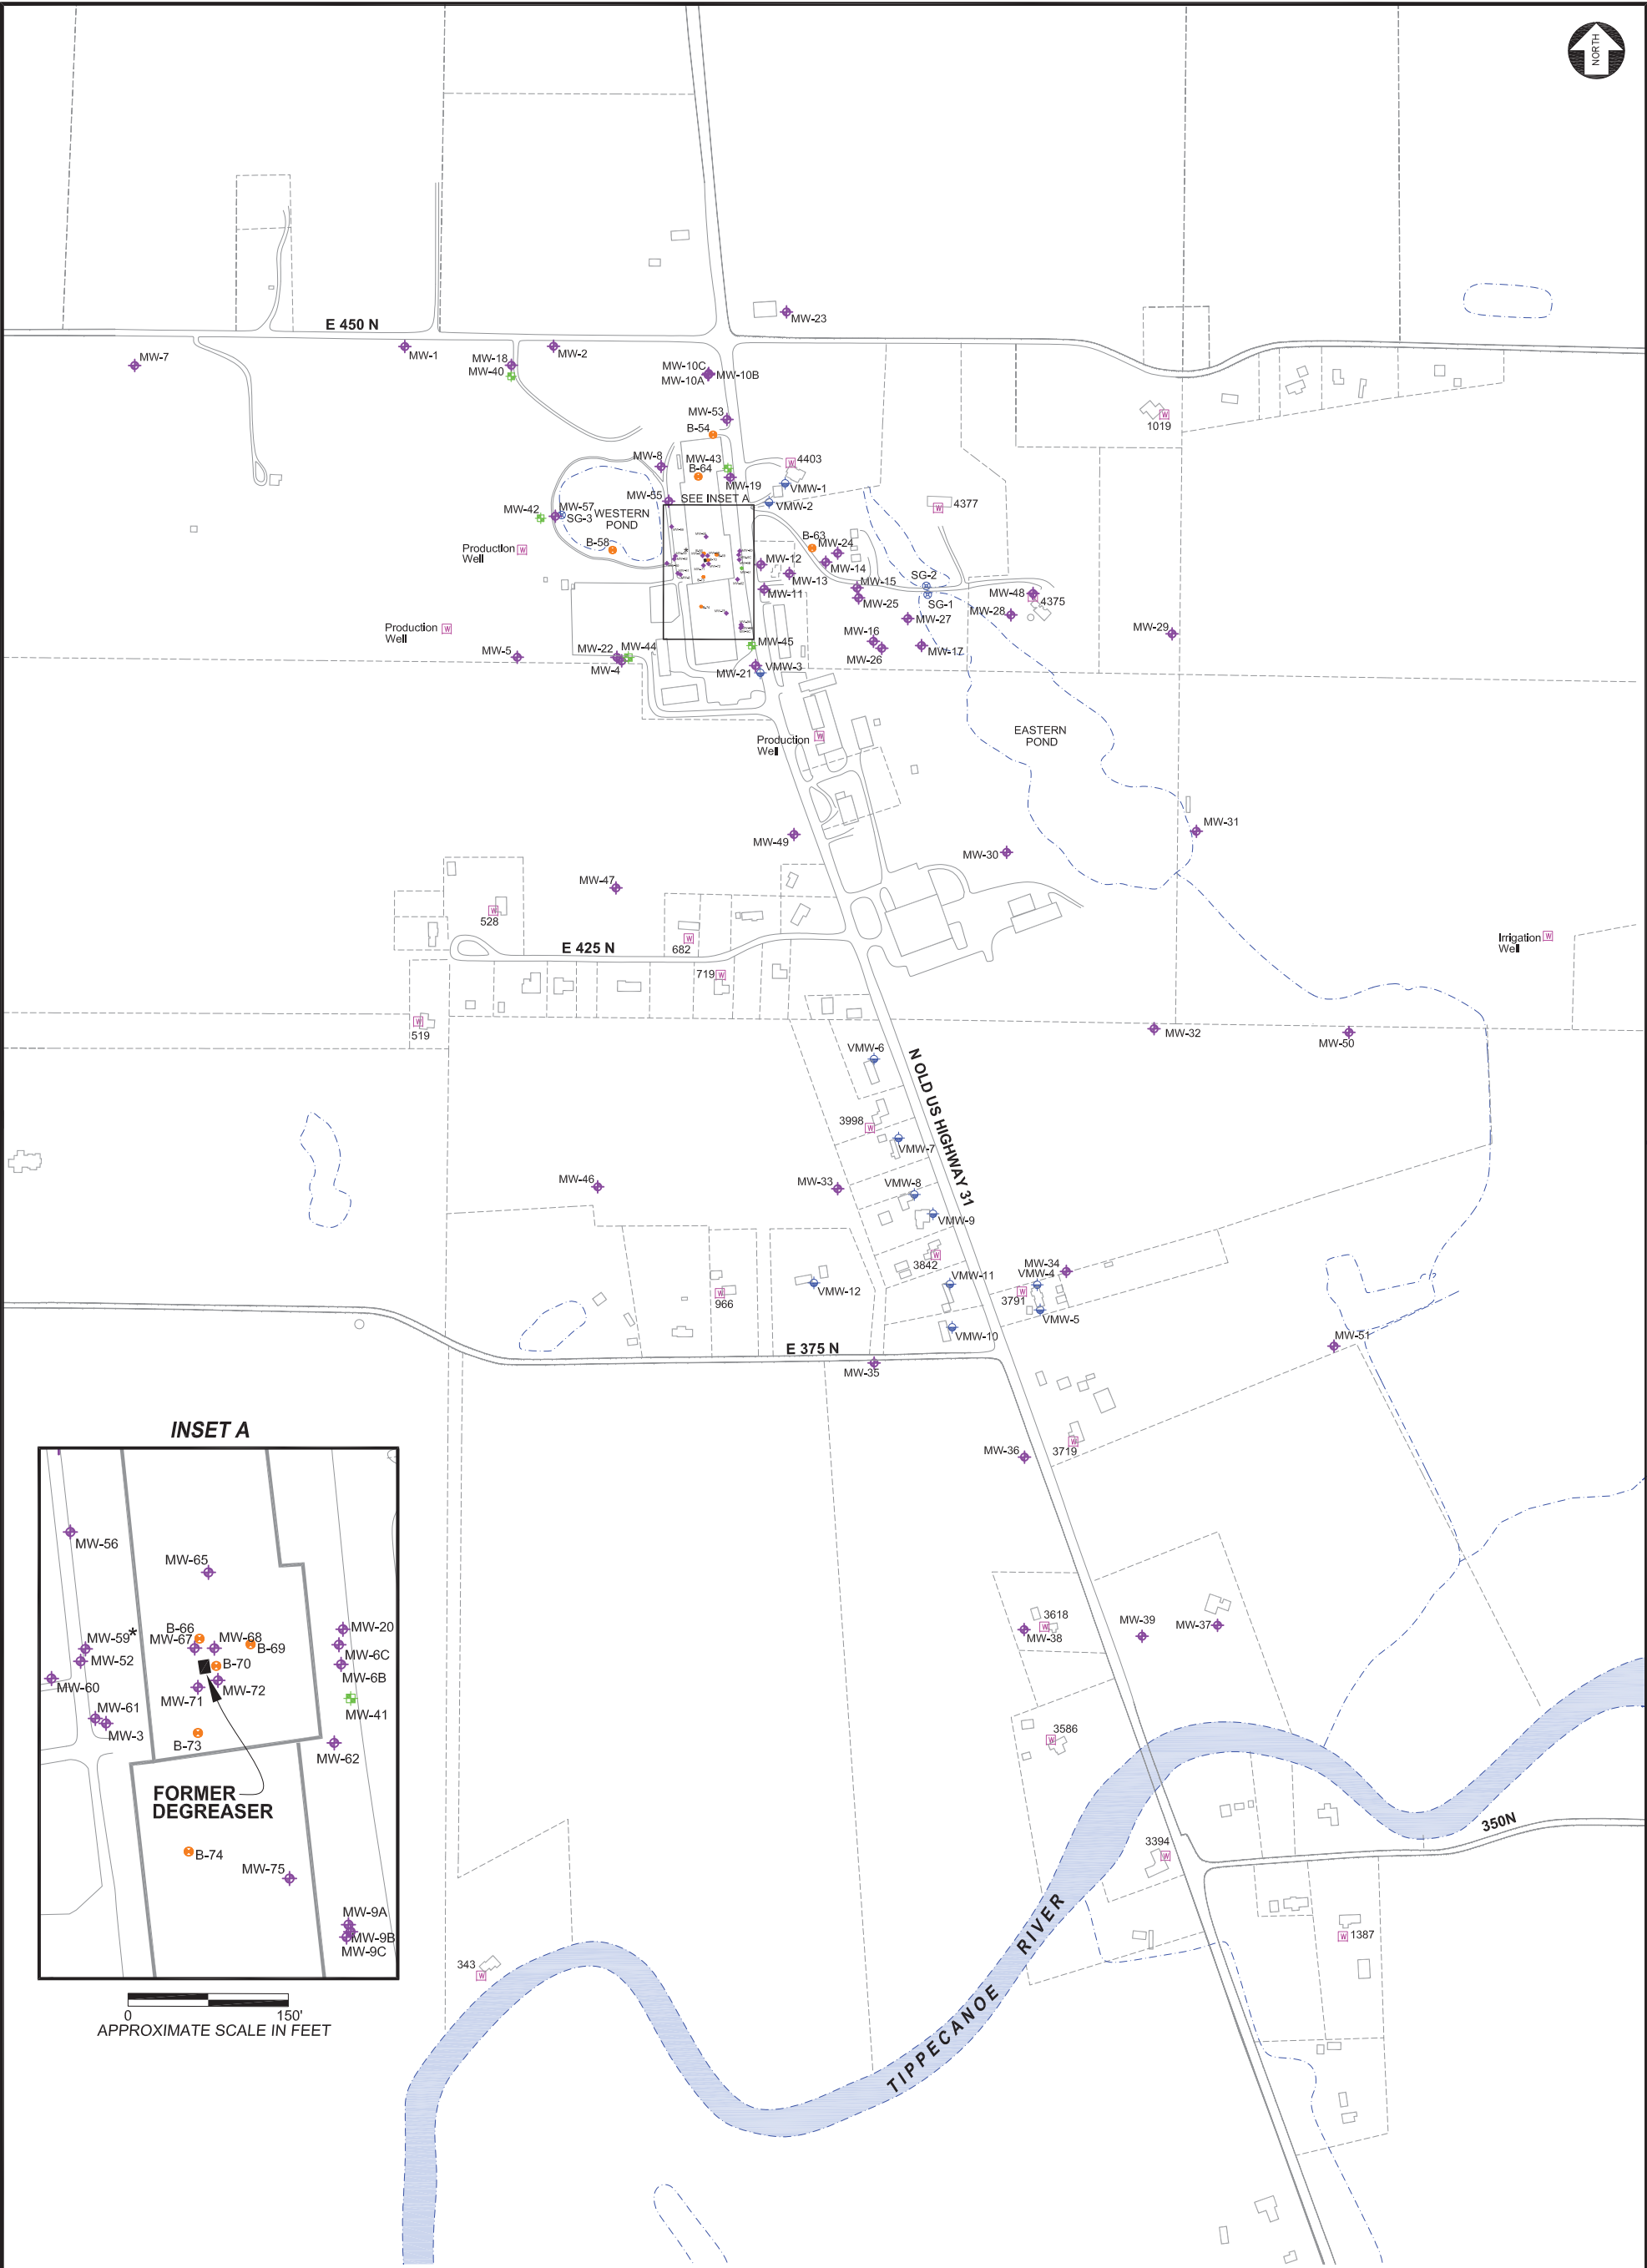 NORTH
E 450 N
MW-23
MW-7
MW-1
MW-18
MW-40
MW-2
MW-10C
MW-10A
MW-10B
MW-53
B-54
1019
MW-8
MW-43
B-64
4403
MW-19
VMW-1
MW-55
SEE INSET A
VMW-2
4377
MW-42
MW-57
SG-3
WESTERN
POND
B-58
Production
Well
B-63
MW-24
MW-12
MW-14
MW-13
MW-11
MW-15
MW-25
SG-2
SG-1
MW-48
4375
MW-28
MW-27
MW-29
Production
Well
MW-5
MW-22
MW-44
MW-4
MW-45
MW-21
VMW-3
MW-16
MW-26
MW-17
EASTERN
POND
Production
Well
MW-49
MW-31
MW-30
MW-47
528
682
E 425 N
719
Irrigation
Well
519
MW-32
MW-50
VMW-6
N OLD US HIGHWAY 31
3998
VMW-7
MW-46
MW-33
VMW-8
VMW-9
3842
MW-34
VMW-4
VMW-11
3791
VMW-5
VMW-12
966
VMW-10
E 375 N
MW-35
MW-51
MW-36
3719
3618
MW-38
MW-39
MW-37
3586
350N
3394
1387
343
TIPPECANOE RIVER
INSET A
MW-56
MW-65
B-66
MW-67
MW-68
B-69
MW-20
MW-59*
MW-52
MW-6C
MW-6B
B-70
MW-60
MW-71
MW-72
MW-61
MW-3
MW-41
B-73
MW-62
FORMER
DEGREASER
B-74
MW-75
MW-9A
MW-9B
MW-9C
0 150'
APPROXIMATE SCALE IN FEET